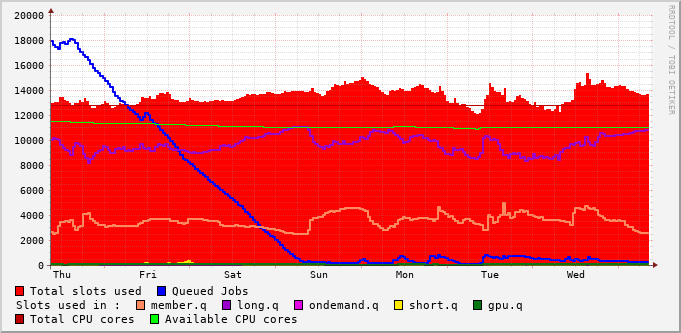 20000
18000
16000
14000
12000
10000
8000
6000
4000
2000
0
Thu Fri Sat Sun Mon Tue Wed
RRDTOOL / TOBI OETIKER
Total slots used Queued Jobs
Slots used in : member.q long.q ondemand.q short.q gpu.q
Total CPU cores Available CPU cores